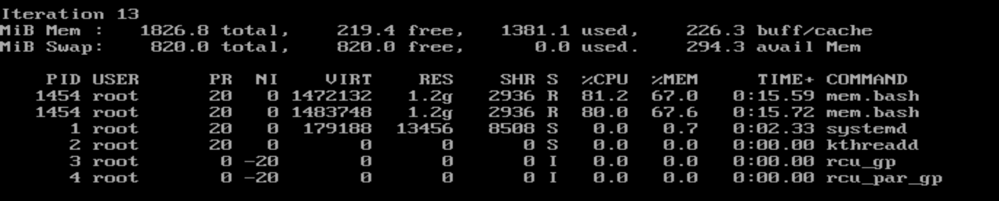 Iteration 13
MiB Mem :   1826.8 total,    219.4 free,   1381.1 used,    226.3 buff/cache
MiB Swap:    820.0 total,    820.0 free,      0.0 used.    294.3 avail Mem
PID USER      PR  NI    VIRT    RES    SHR S  %CPU  %MEM     TIME+ COMMAND
1454 root      20   0 1472132   1.2g   2936 R  81.2  67.0   0:15.59 mem.bash
1454 root      20   0 1483748   1.2g   2936 R  80.0  67.6   0:15.72 mem.bash
1 root      20   0  179188  13456   8508 S   0.0   0.7   0:02.33 systemd
2 root      20   0       0      0      0 S   0.0   0.0   0:00.00 kthreadd
3 root       0 -20       0      0      0 I   0.0   0.0   0:00.00 rcu_gp
4 root       0 -20       0      0      0 I   0.0   0.0   0:00.00 rcu_par_gp